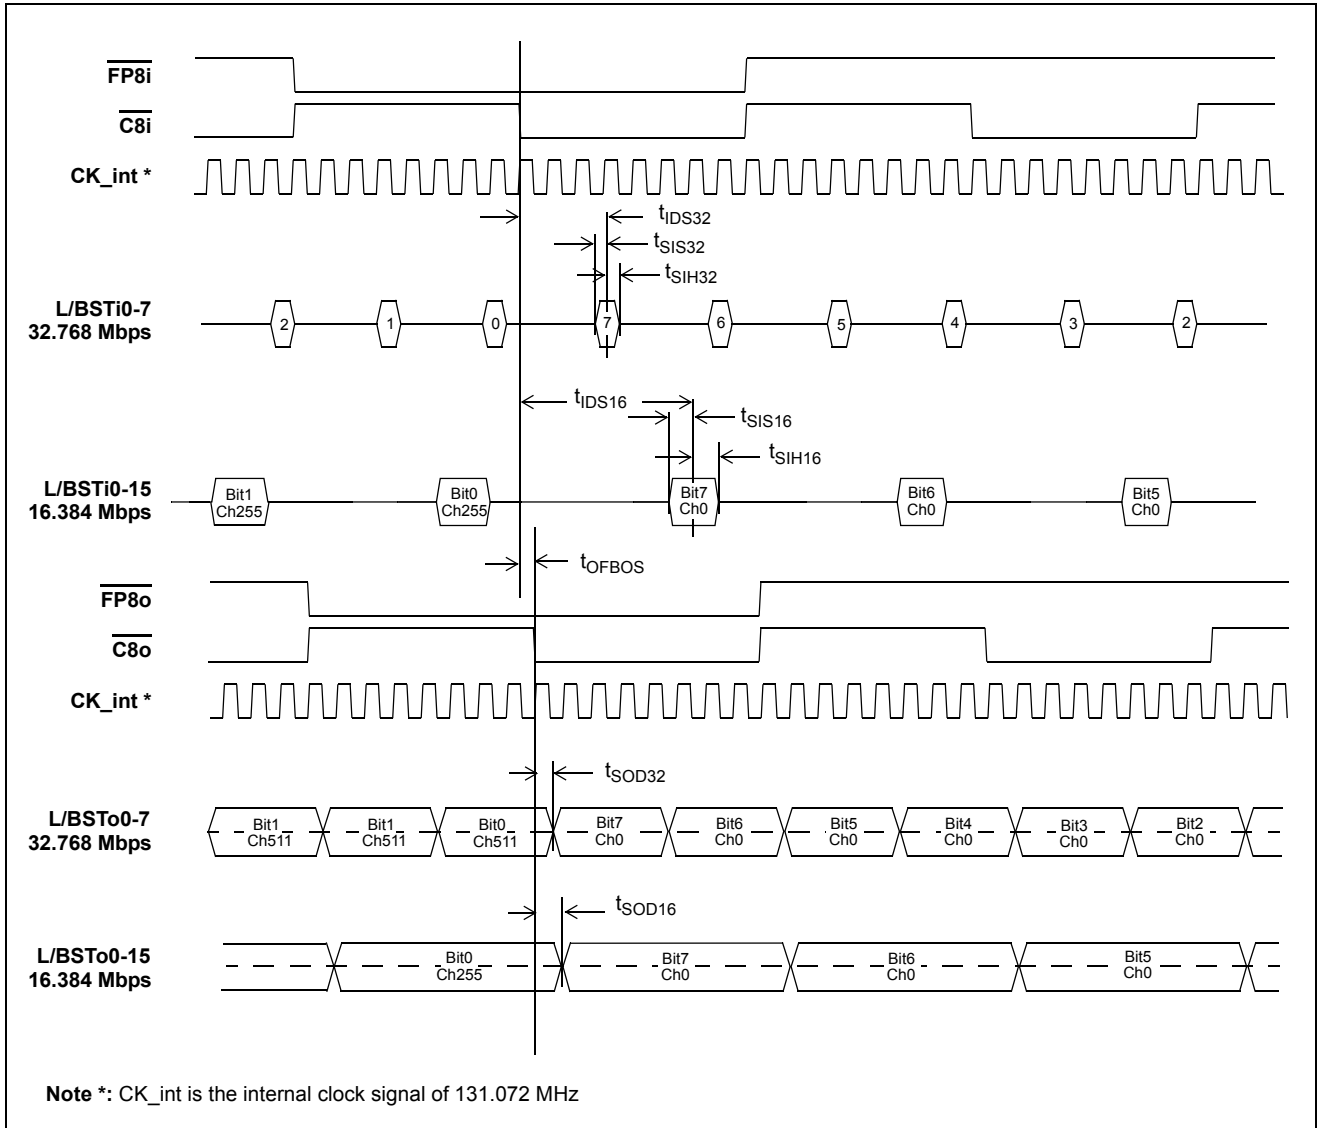 FP8i
C8i
CK_int *
tIDS32
tSIS32
tSIH32
L/BSTi0-7
32.768 Mbps
2 1 0 7 6 5 4 3 2
tIDS16
tSIS16
tSIH16
L/BSTi0-15
16.384 Mbps
Bit1 Bit0 Bit7 Bit6 Bit5
Ch255 Ch255 Ch0 Ch0 Ch0
tOFBOS
FP8o
C8o
CK_int *
tSOD32
L/BSTo0-7
32.768 Mbps
Bit1 Bit1 Bit0 Bit7 Bit6 Bit5 Bit4 Bit3 Bit2
Ch511 Ch511 Ch511 Ch0 Ch0 Ch0 Ch0 Ch0 Ch0
tSOD16
L/BSTo0-15
16.384 Mbps
Bit0 Bit7 Bit6 Bit5
Ch255 Ch0 Ch0 Ch0
Note *: CK_int is the internal clock signal of 131.072 MHz